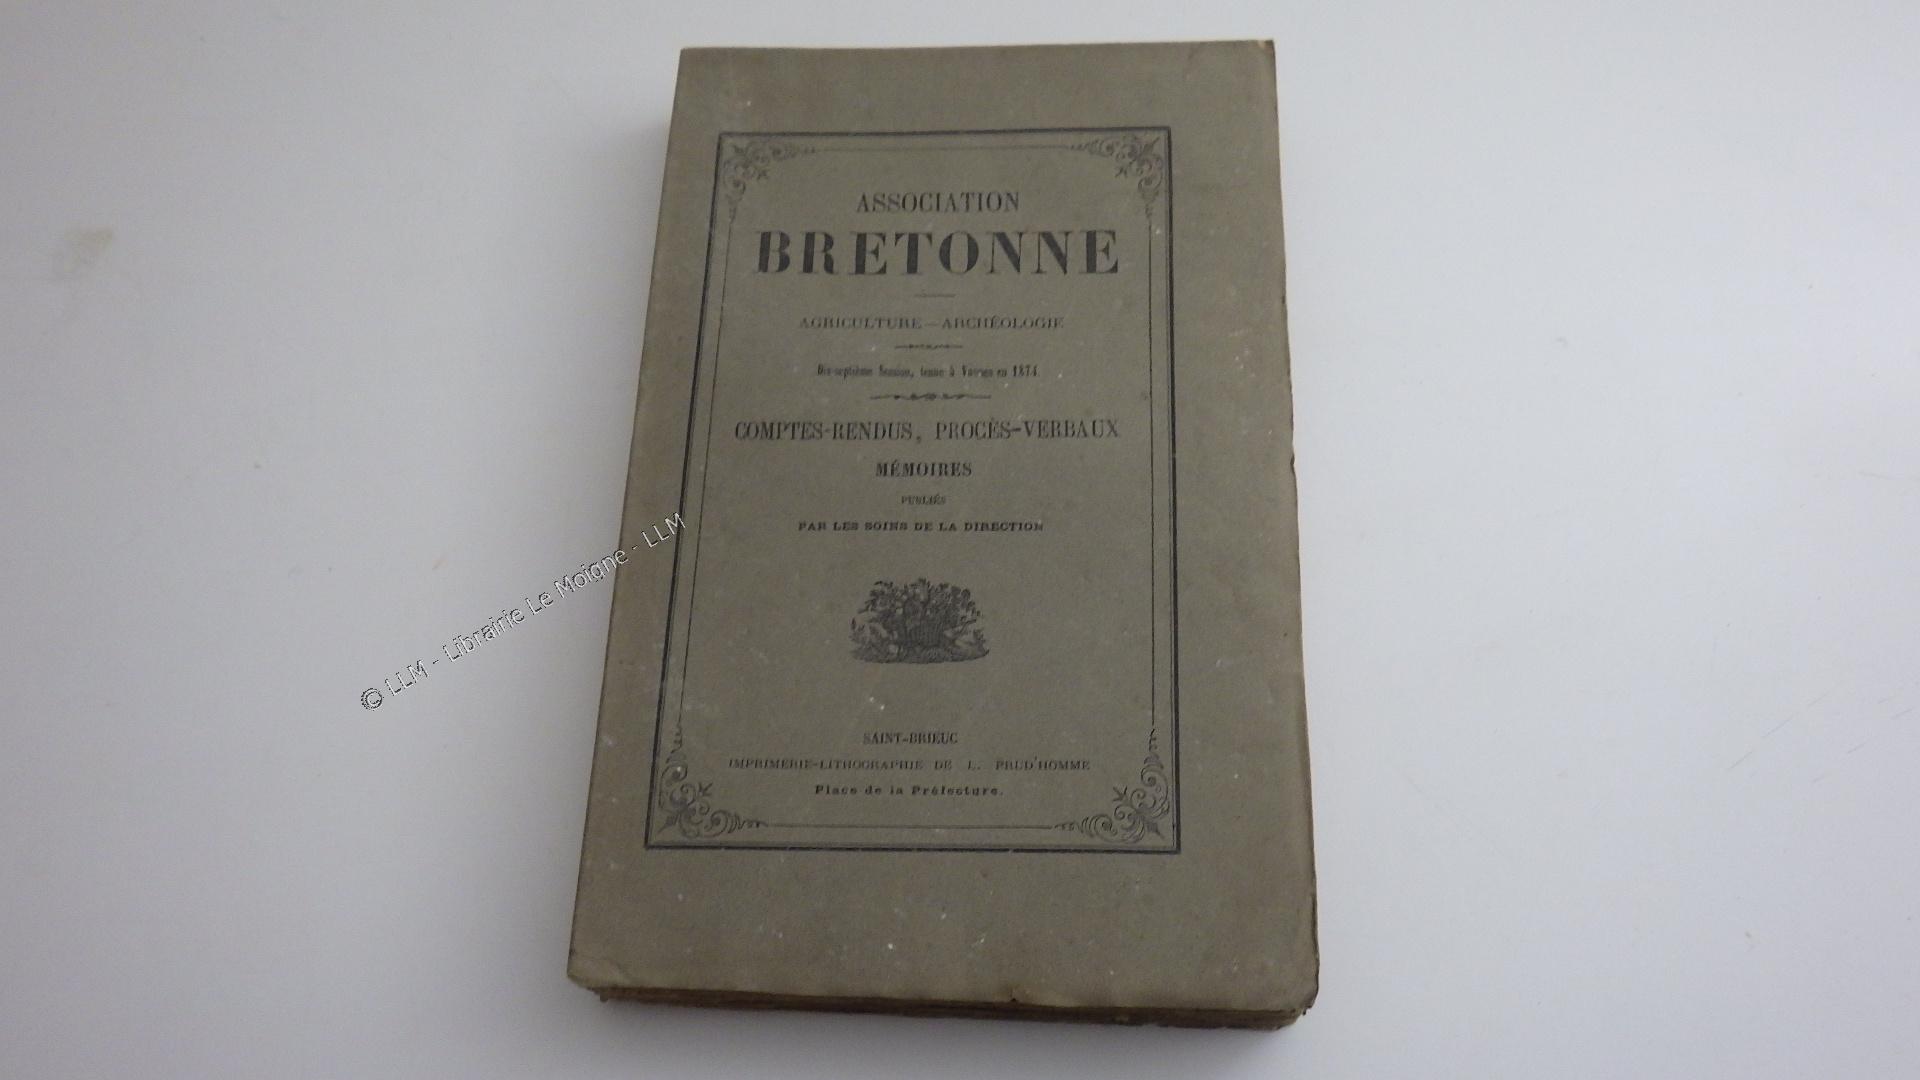 ASSOCIATION
BRETONNE
AGRICULTURE — ARCHÉOLOGIE
Dix-septième Session, tenue à Vannes en 1874.
COMPTES-RENDUS, PROCÈS-VERBAUX
MÉMOIRES
PUBLIÉS
PAR LES SOINS DE LA DIRECTION
SAINT-BRIEUC
IMPRIMERIE-LITHOGRAPHIE DE L. PRUD'HOMME
Place de la Préfecture.
© LLM - Librairie Le Moigne - LLM